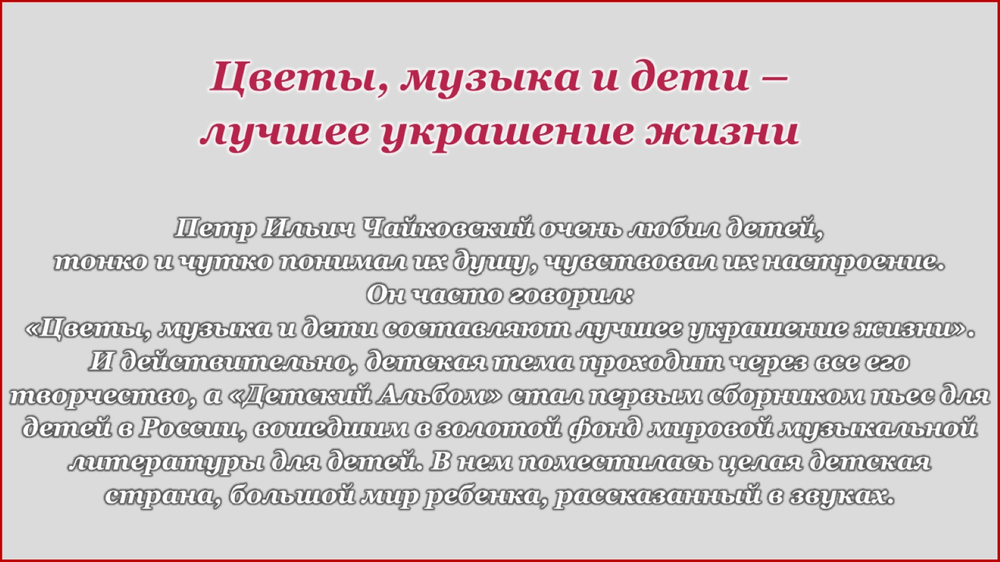 Цветы, музыка и дети –
лучшее украшение жизни
Петр Ильич Чайковский очень любил детей,
тонко и чутко понимал их душу, чувствовал их настроение.
Он часто говорил:
«Цветы, музыка и дети составляют лучшее украшение жизни».
И действительно, детская тема проходит через все его
творчество, а «Детский Альбом» стал первым сборником пьес для
детей в России, вошедшим в золотой фонд мировой музыкальной
литературы для детей. В нем поместилась целая детская
страна, большой мир ребенка, рассказанный в звуках.